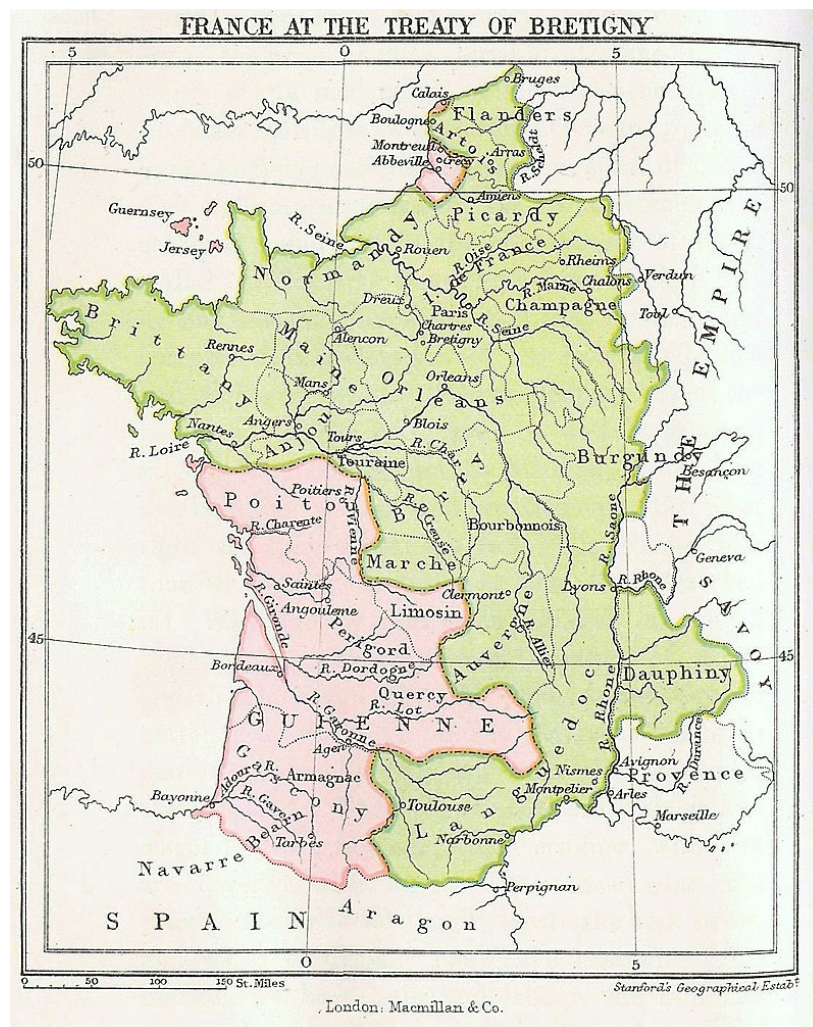 FRANCE AT THE TREATY OF BRETIGNY
5
0
5
Bruges
Calais
Flanders
Boulogne
Artois
Montreuil
Arras
R. Scheldt
Abbeville
Crecy
50
50
Amiens
Guernsey
Picardy
R. Seine
Jersey
Rouen
R. Oise
I. de France
Normandy
Rheims
Verdun
Chalons
R. Marne
Dreux
Champagne
Toul
Paris
Brittany
Chartres
R. Seine
Alencon
Bretigny
Rennes
Maine
THE EMPIRE
Mans
Orleans
Orleans
Angers
Blois
Nantes
Anjou
Tours
R. Cher
R. Loire
Touraine
Burgundy
Besançon
Poitiers
Poitou
R. Vienne
R. Creuse
Berry
R. Charente
Bourbonnois
R. Saone
Geneva
Marche
Saintes
Clermont
Lyons
R. Rhone
SAVOY
Angouleme
Limosin
R. Gironde
Perigord
R. Allier
45
45
Auvergne
Bordeaux
R. Dordogne
Dauphiny
Quercy
R. Lot
R. Garonne
GUIENNE
R. Rhone
Agen
R. Durance
Gascony
Adour R.
Armagnac
Avignon
Nismes
Provence
Bayonne
R. Gave
Montpelier
Arles
Toulouse
Languedoc
Marseille
Bearn
Tarbes
Narbonne
Navarre
Perpignan
SPAIN
Aragon
0
5
0 50 100 150 St. Miles
Stanford's Geographical Estabt.
London: Macmillan & Co.